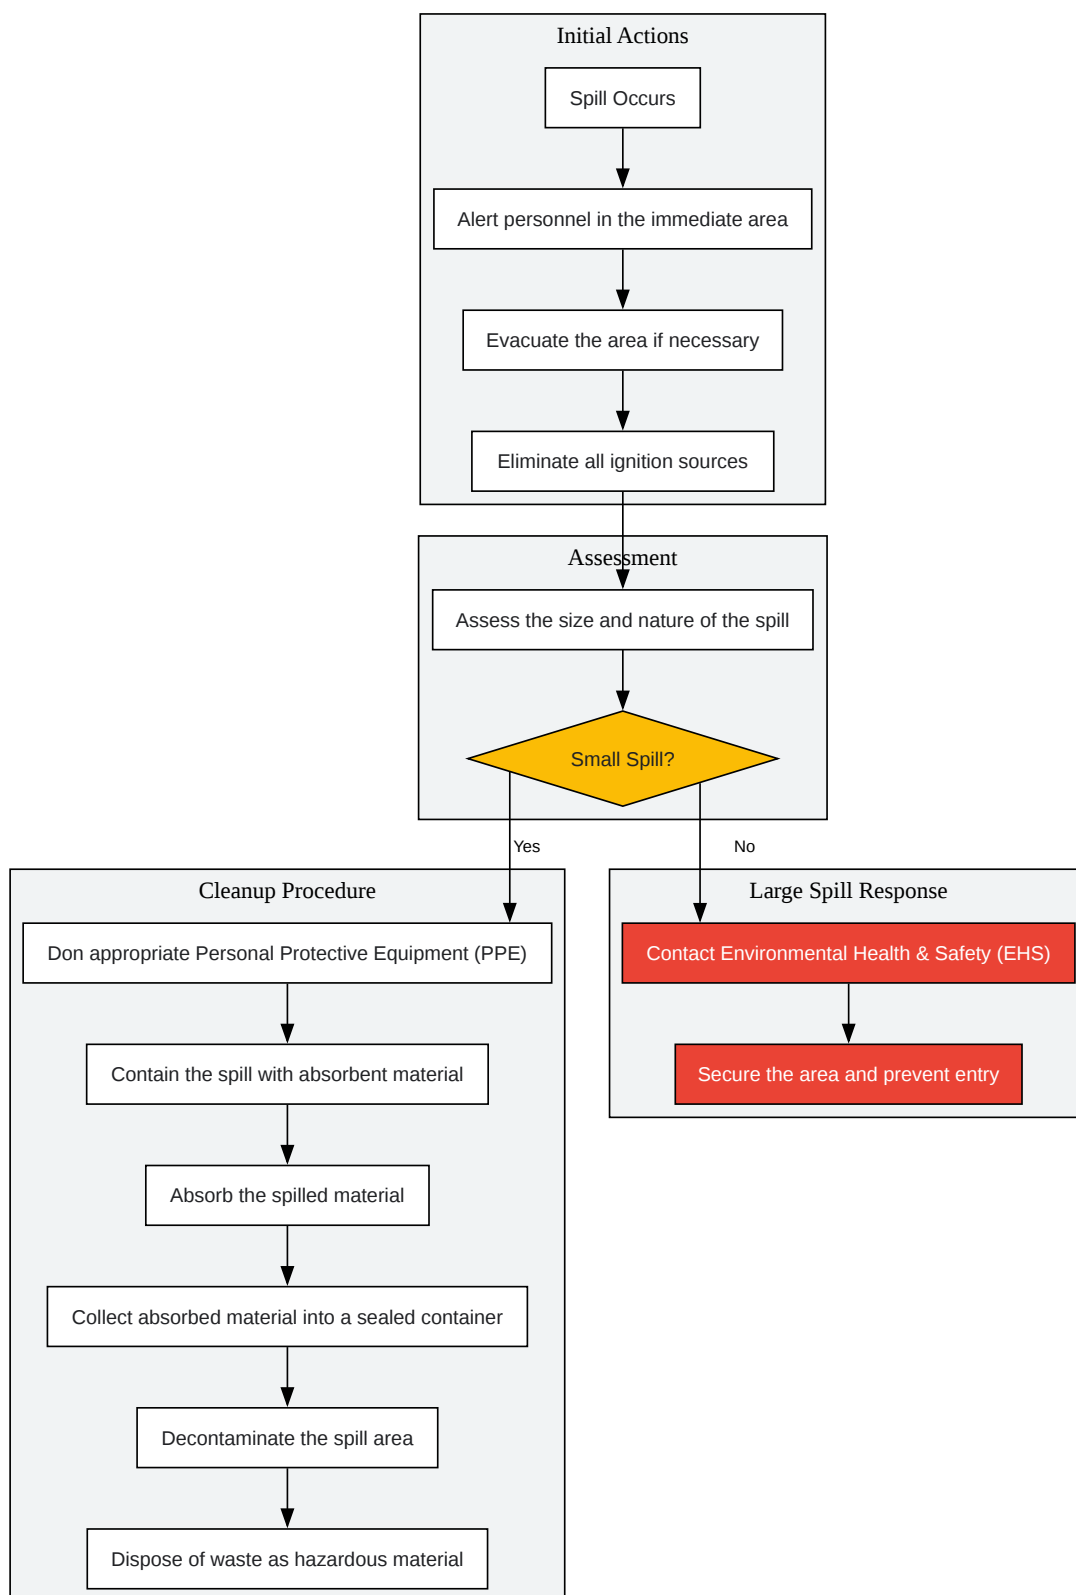 Initial Actions
Spill Occurs
Alert personnel in the immediate area
Evacuate the area if necessary
Eliminate all ignition sources
Assessment
Assess the size and nature of the spill
Small Spill?
Yes
No
Cleanup Procedure
Don appropriate Personal Protective Equipment (PPE)
Contain the spill with absorbent material
Absorb the spilled material
Collect absorbed material into a sealed container
Decontaminate the spill area
Dispose of waste as hazardous material
Large Spill Response
Contact Environmental Health & Safety (EHS)
Secure the area and prevent entry